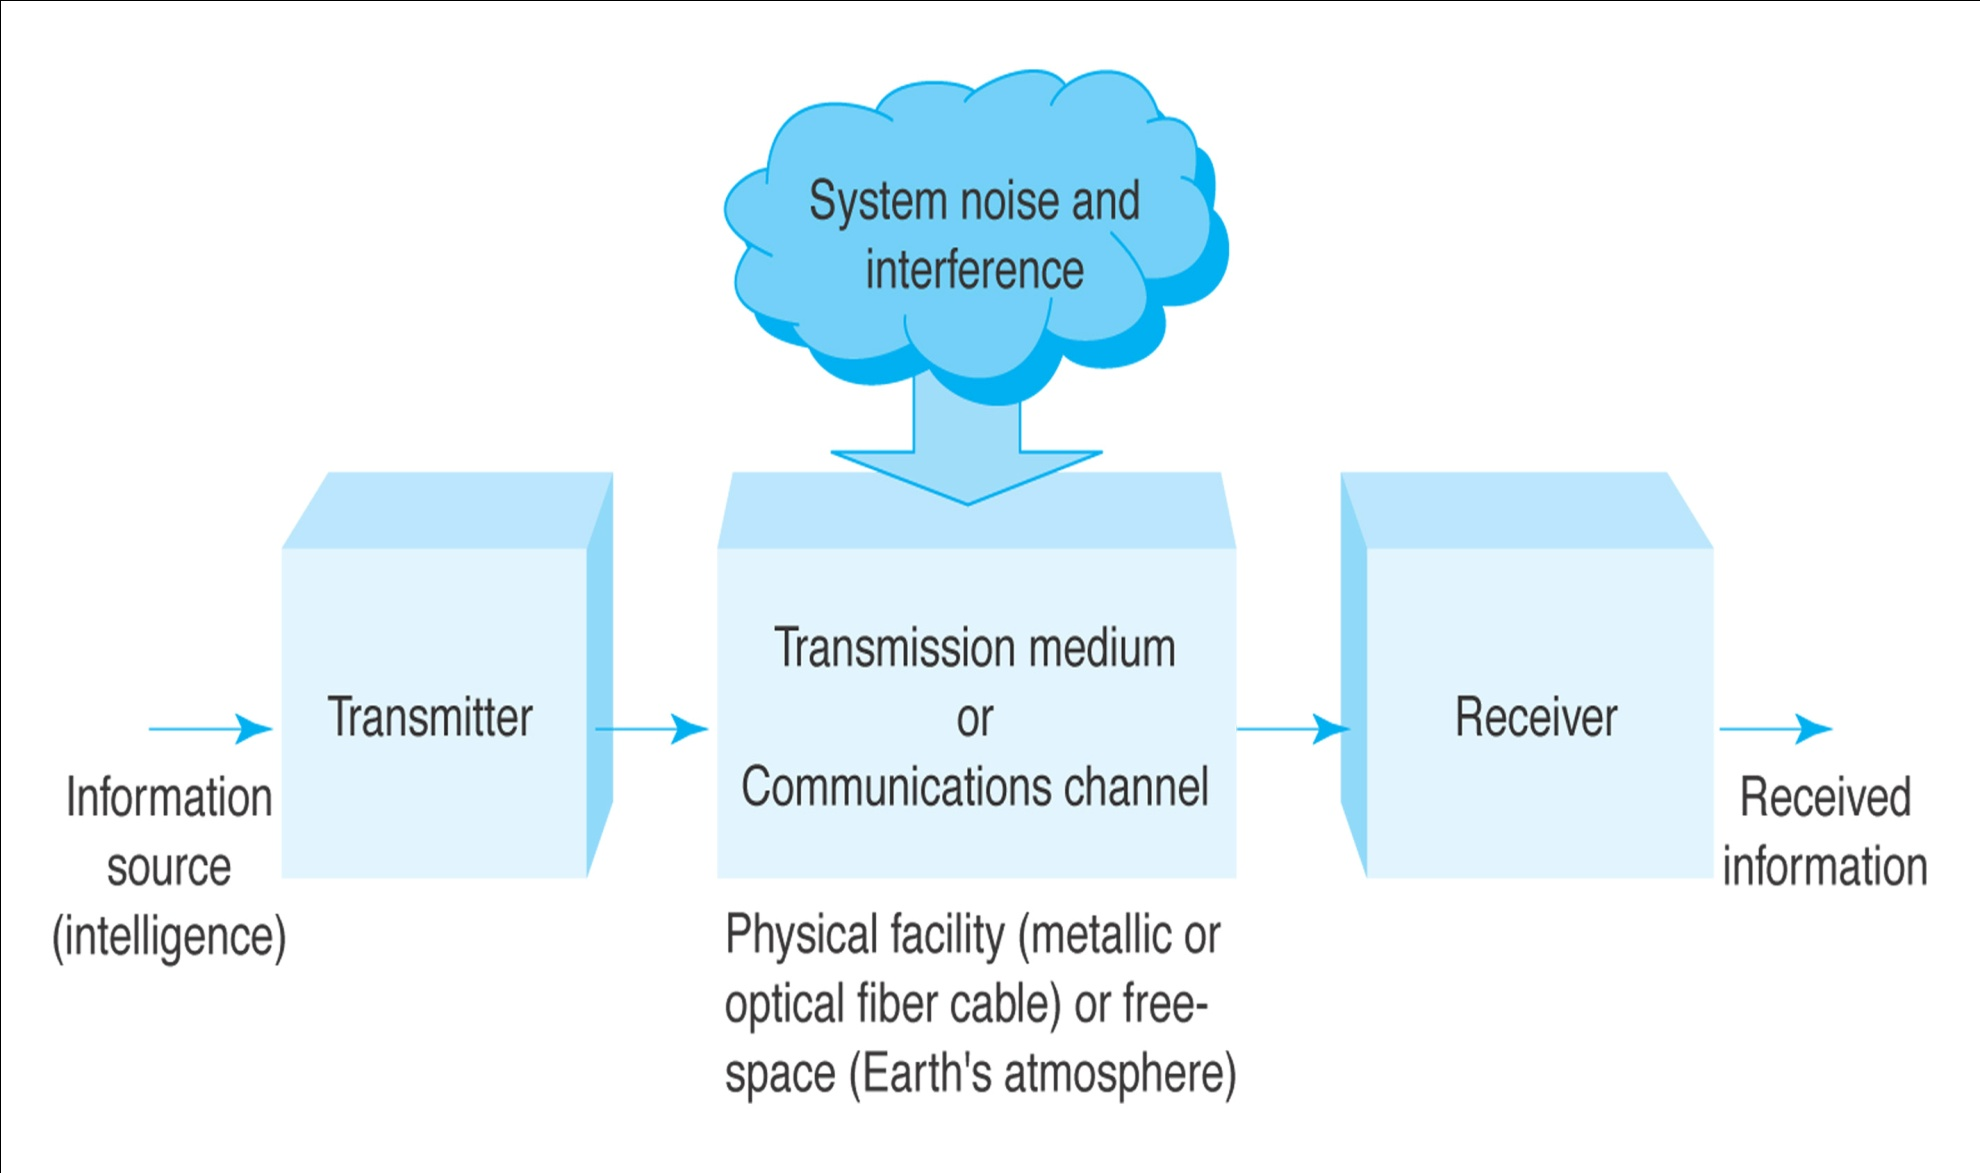 System noise and
interference
Transmitter
Transmission medium
or
Communications channel
Receiver
Information
source
(intelligence)
Received
information
Physical facility (metallic or
optical fiber cable) or free-
space (Earth's atmosphere)